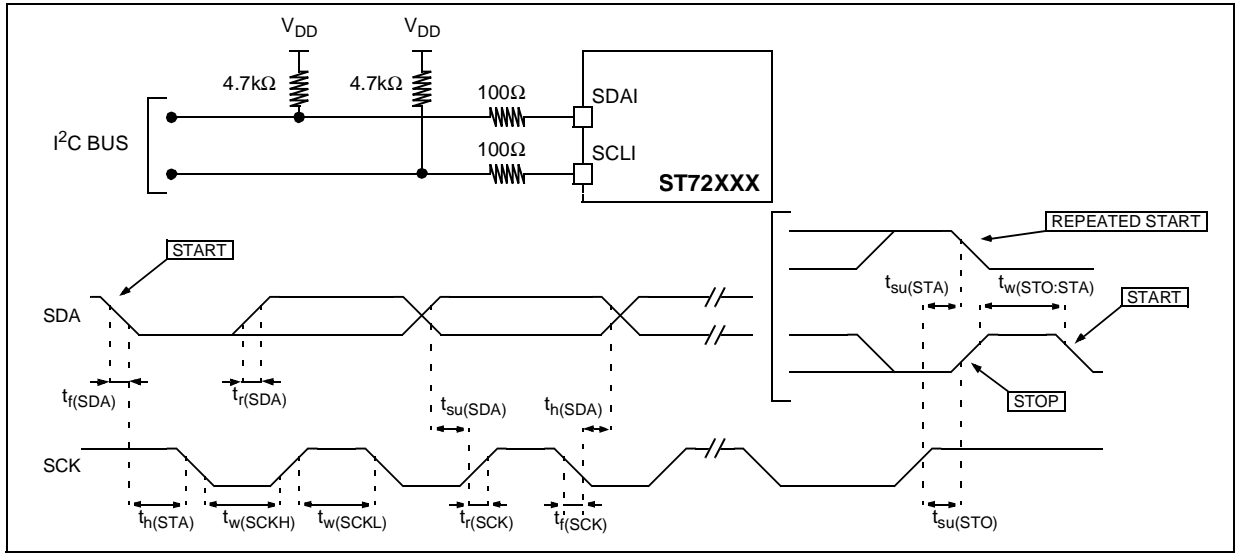 VDD VDD
4.7kΩ 4.7kΩ
100Ω
SDAI
I2C BUS
100Ω
SCLI
ST72XXX
REPEATED START
START
tsu(STA) tw(STO:STA)
START
SDA
tf(SDA) tr(SDA) tsu(SDA) th(SDA)
STOP
SCK
th(STA) tw(SCKH) tw(SCKL) tr(SCK) tf(SCK) tsu(STO)